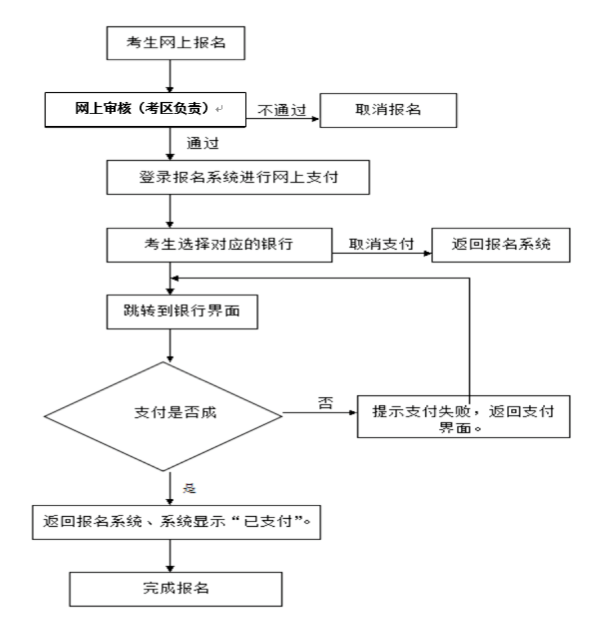 考生网上报名
网上审核（考区负责）
不通过
取消报名
通过
登录报名系统进行网上支付
考生选择对应的银行
取消支付
返回报名系统
跳转到银行界面
支付是否成
否
提示支付失败，返回支付
界面。
是
返回报名系统、系统显示“已支付”。
完成报名